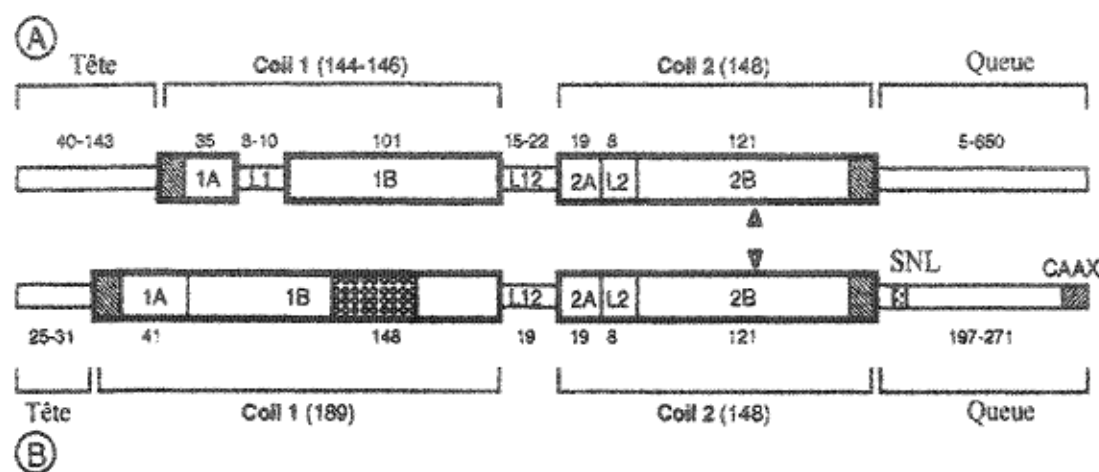 A
Tête Coil 1 (144-146) Coil 2 (148) Queue
40-143 35 8-10 101 15-22 19 8 121 5-650
1A L1 1B L12 2A L2 2B
SNL CAAX
1A 1B L12 2A L2 2B
25-31 41 148 19 19 8 121 197-271
Tête Coil 1 (189) Coil 2 (148) Queue
B